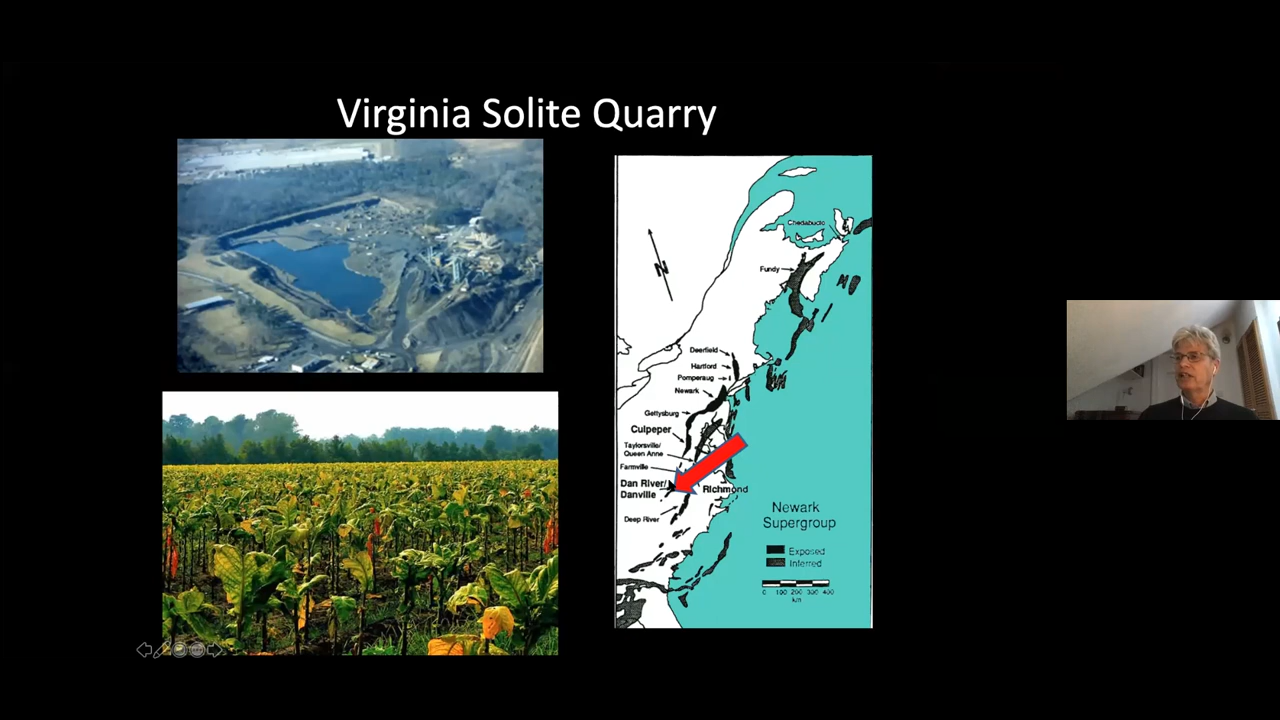 Virginia Solite Quarry
Chedabucto
N
Fundy
Deerfield
Hartford
Pomperaug
Newark
Gettysburg
Culpeper
Taylorsville/
Queen Anne
Farmville
Dan River/
Danville
Richmond
Deep River
Newark
Supergroup
Exposed
Inferred
0 100 200 300 400
km